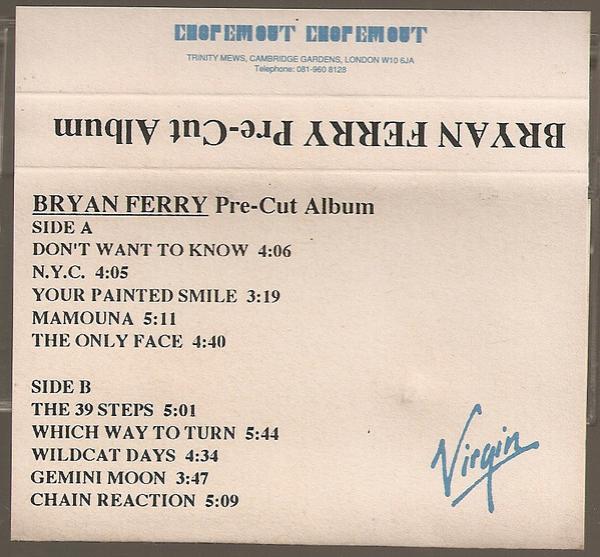 CHOPEMOUT CHOPEMOUT
TRINITY MEWS, CAMBRIDGE GARDENS, LONDON W10 6JA
Telephone: 081-960 8128
BRYAN FERRY Pre-Cut Album
BRYAN FERRY Pre-Cut Album
SIDE A
DON'T WANT TO KNOW 4:06
N.Y.C. 4:05
YOUR PAINTED SMILE 3:19
MAMOUNA 5:11
THE ONLY FACE 4:40
SIDE B
THE 39 STEPS 5:01
WHICH WAY TO TURN 5:44
WILDCAT DAYS 4:34
GEMINI MOON 3:47
CHAIN REACTION 5:09
Virgin